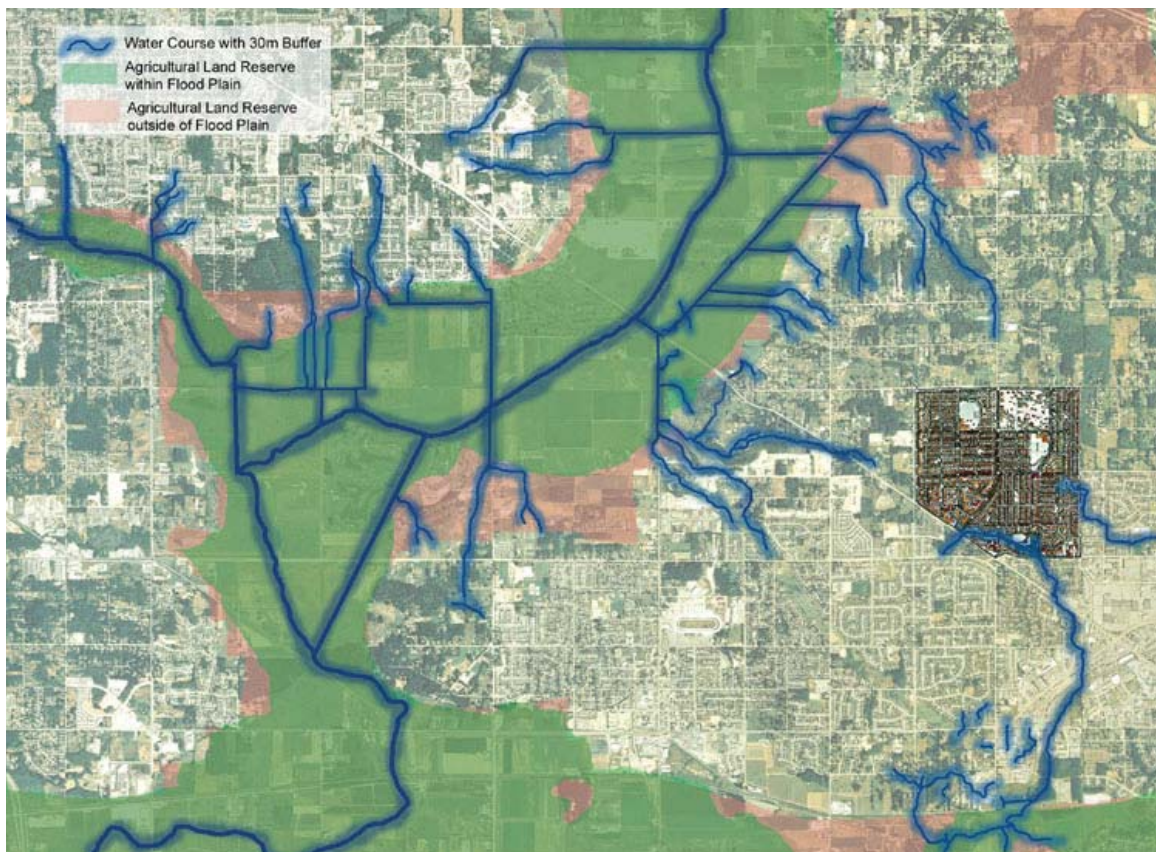 Water Course with 30m Buffer
Agricultural Land Reserve
within Flood Plain
Agricultural Land Reserve
outside of Flood Plain